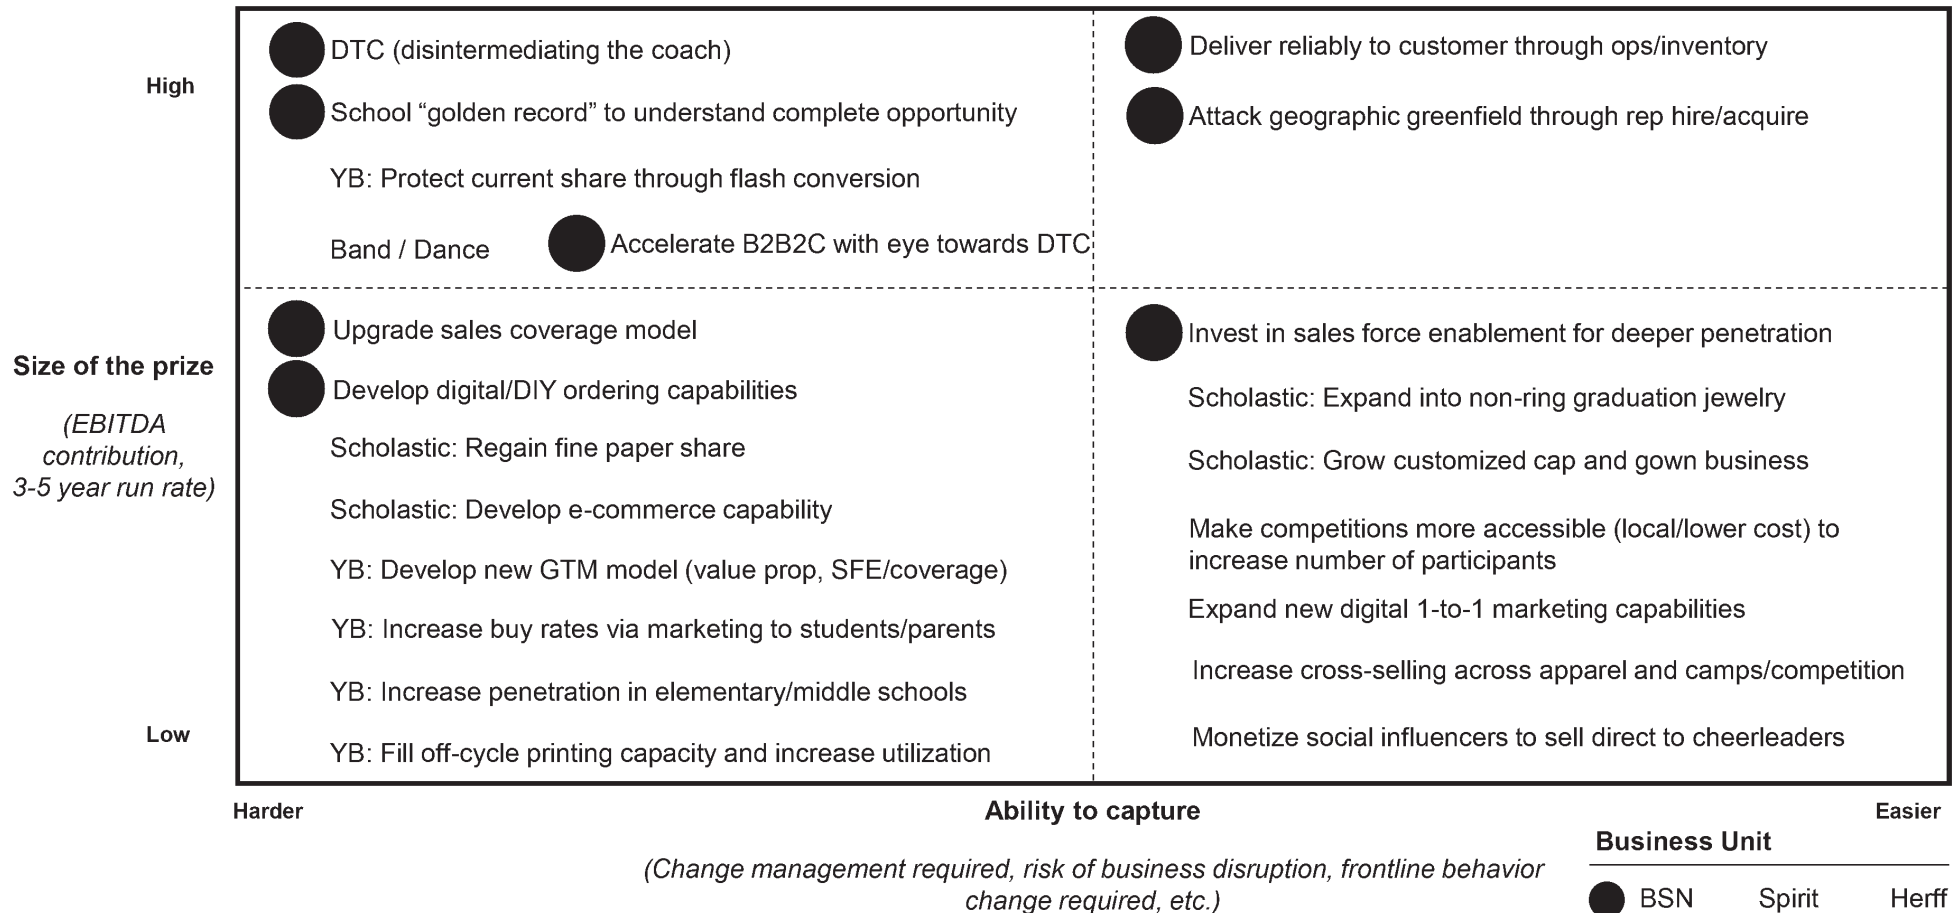 High
DTC (disintermediating the coach)
School “golden record” to understand complete opportunity
YB: Protect current share through flash conversion
Band / Dance
Accelerate B2B2C with eye towards DTC
Deliver reliably to customer through ops/inventory
Attack geographic greenfield through rep hire/acquire
Size of the prize
(EBITDA
contribution,
3-5 year run rate)
Upgrade sales coverage model
Develop digital/DIY ordering capabilities
Scholastic: Regain fine paper share
Scholastic: Develop e-commerce capability
YB: Develop new GTM model (value prop, SFE/coverage)
YB: Increase buy rates via marketing to students/parents
YB: Increase penetration in elementary/middle schools
YB: Fill off-cycle printing capacity and increase utilization
Invest in sales force enablement for deeper penetration
Scholastic: Expand into non-ring graduation jewelry
Scholastic: Grow customized cap and gown business
Make competitions more accessible (local/lower cost) to
increase number of participants
Expand new digital 1-to-1 marketing capabilities
Increase cross-selling across apparel and camps/competition
Monetize social influencers to sell direct to cheerleaders
Low
Harder
Ability to capture
Easier
(Change management required, risk of business disruption, frontline behavior
change required, etc.)
Business Unit
BSN Spirit Herff